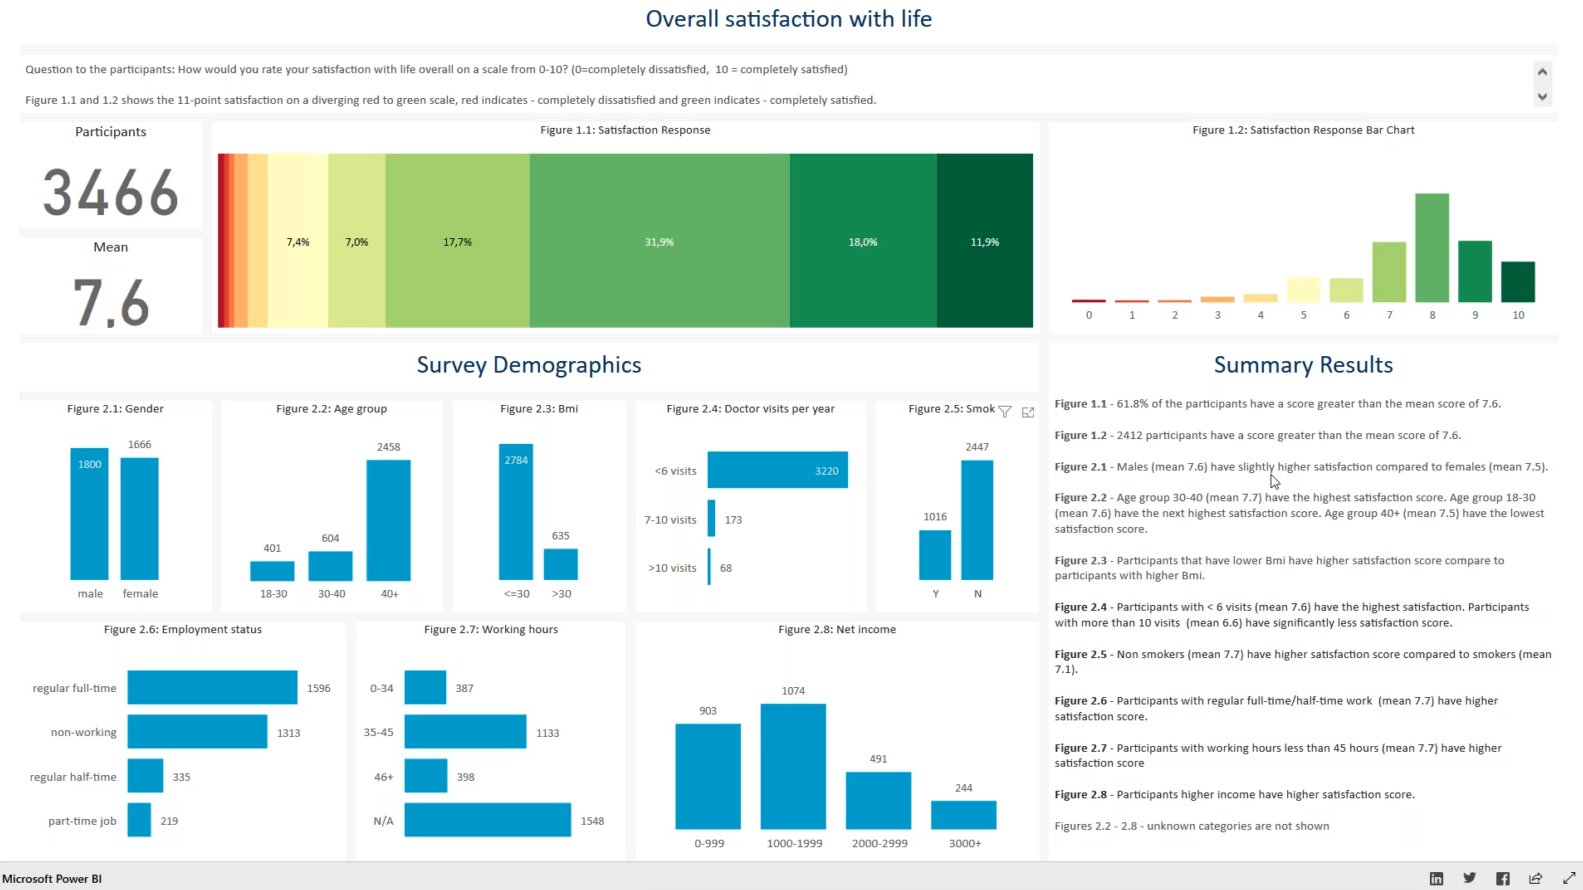 Overall satisfaction with life
Question to the participants: How would you rate your satisfaction with life overall on a scale from 0-10? (0=completely dissatisfied, 10 = completely satisfied)
Figure 1.1 and 1.2 shows the 11-point satisfaction on a diverging red to green scale, red indicates - completely dissatisfied and green indicates - completely satisfied.
Participants
3466
Mean
7,6
Figure 1.1: Satisfaction Response
7,4% 7,0% 17,7% 31,9% 18,0% 11,9%
Figure 1.2: Satisfaction Response Bar Chart
0 1 2 3 4 5 6 7 8 9 10
Survey Demographics
Figure 2.1: Gender
1800 1666
male female
Figure 2.2: Age group
401 604 2458
18-30 30-40 40+
Figure 2.3: Bmi
2784 635
<=30 >30
Figure 2.4: Doctor visits per year
<6 visits 3220
7-10 visits 173
>10 visits 68
Figure 2.5: Smok
1016 2447
Y N
Figure 2.6: Employment status
regular full-time 1596
non-working 1313
regular half-time 335
part-time job 219
Figure 2.7: Working hours
0-34 387
35-45 1133
46+ 398
N/A 1548
Figure 2.8: Net income
903 1074 491 244
0-999 1000-1999 2000-2999 3000+
Summary Results
Figure 1.1 - 61.8% of the participants have a score greater than the mean score of 7.6.
Figure 1.2 - 2412 participants have a score greater than the mean score of 7.6.
Figure 2.1 - Males (mean 7.6) have slightly higher satisfaction compared to females (mean 7.5).
Figure 2.2 - Age group 30-40 (mean 7.7) have the highest satisfaction score. Age group 18-30
(mean 7.6) have the next highest satisfaction score. Age group 40+ (mean 7.5) have the lowest
satisfaction score.
Figure 2.3 - Participants that have lower Bmi have higher satisfaction score compare to
participants with higher Bmi.
Figure 2.4 - Participants with < 6 visits (mean 7.6) have the highest satisfaction. Participants
with more than 10 visits (mean 6.6) have significantly less satisfaction score.
Figure 2.5 - Non smokers (mean 7.7) have higher satisfaction score compared to smokers (mean
7.1).
Figure 2.6 - Participants with regular full-time/half-time work (mean 7.7) have higher
satisfaction score.
Figure 2.7 - Participants with working hours less than 45 hours (mean 7.7) have higher
satisfaction score
Figure 2.8 - Participants higher income have higher satisfaction score.
Figures 2.2 - 2.8 - unknown categories are not shown
Microsoft Power BI